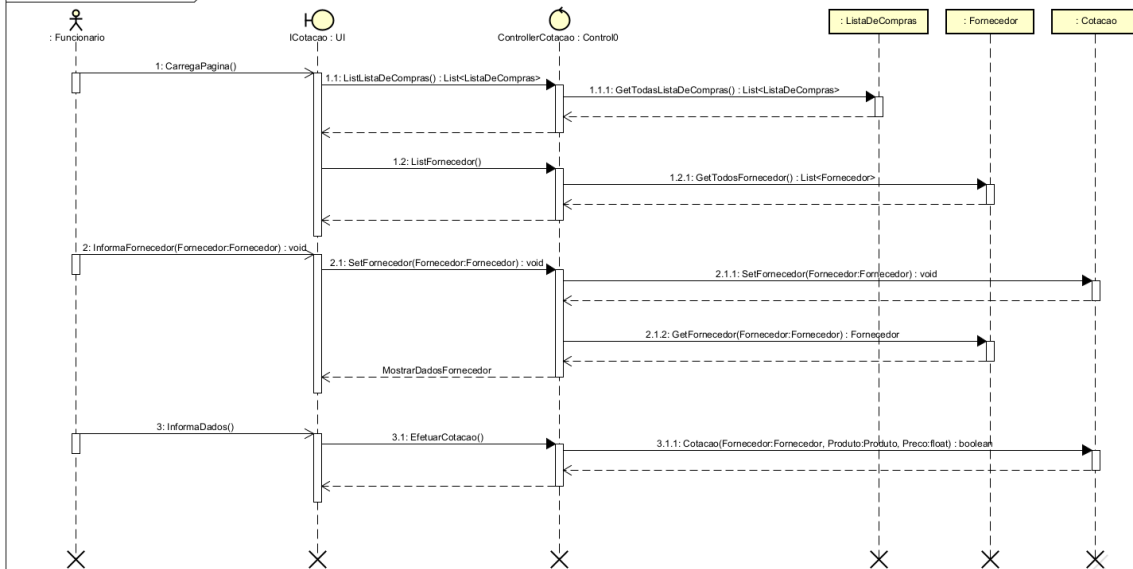 : Funcionario
ICotacao : UI
ControllerCotacao : Control0
: ListaDeCompras
: Fornecedor
: Cotacao
1: CarregaPagina()
1.1: ListListaDeCompras() : List<ListaDeCompras>
1.1.1: GetTodasListaDeCompras() : List<ListaDeCompras>
1.2: ListFornecedor()
1.2.1: GetTodosFornecedor() : List<Fornecedor>
2: InformaFornecedor(Fornecedor:Fornecedor) : void
2.1: SetFornecedor(Fornecedor:Fornecedor) : void
2.1.1: SetFornecedor(Fornecedor:Fornecedor) : void
2.1.2: GetFornecedor(Fornecedor:Fornecedor) : Fornecedor
MostrarDadosFornecedor
3: InformaDados()
3.1: EfetuarCotacao()
3.1.1: Cotacao(Fornecedor:Fornecedor, Produto:Produto, Preco:float) : boolean